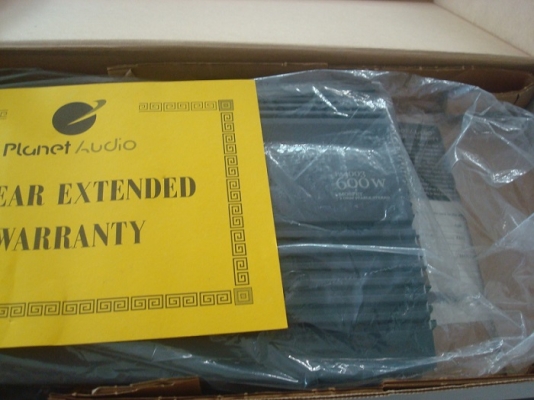 Planet Audio
EAR EXTENDED
WARRANTY
600W